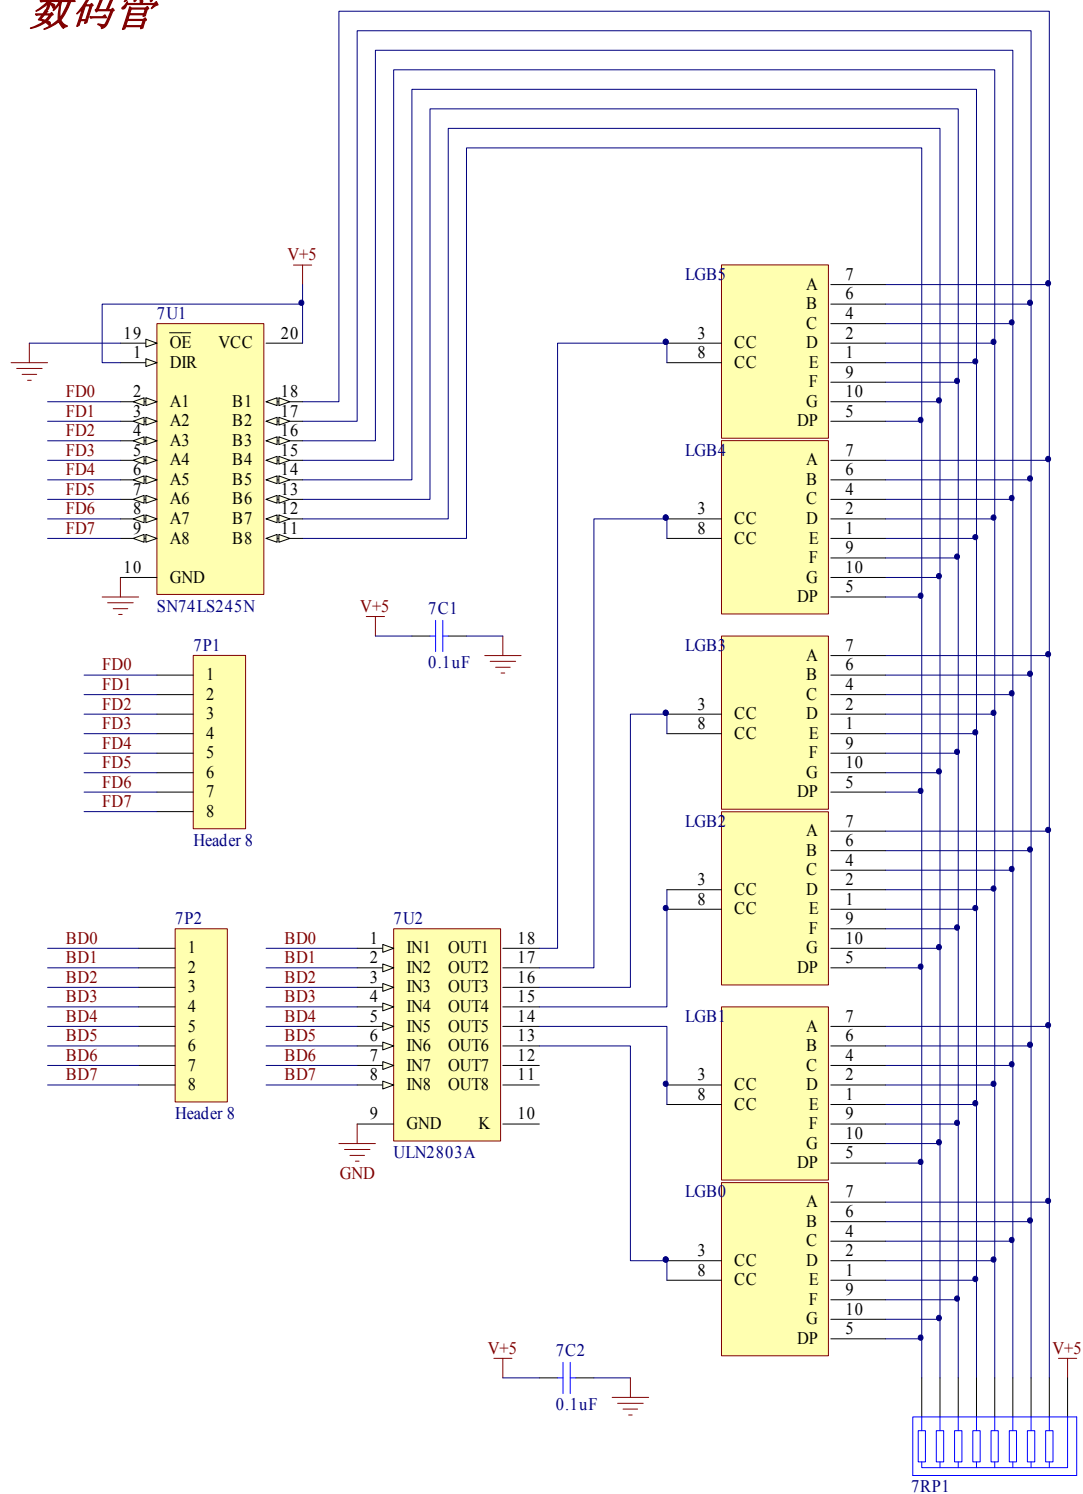 数码管
V+5
7U1
19 OE VCC 20
1 DIR
FD0 2 A1 B1 18
FD1 3 A2 B2 17
FD2 4 A3 B3 16
FD3 5 A4 B4 15
FD4 6 A5 B5 14
FD5 7 A6 B6 13
FD6 8 A7 B7 12
FD7 9 A8 B8 11
10 GND
SN74LS245N
V+5 7C1
0.1uF
7P1
FD0 1
FD1 2
FD2 3
FD3 4
FD4 5
FD5 6
FD6 7
FD7 8
Header 8
7P2
BD0 1
BD1 2
BD2 3
BD3 4
BD4 5
BD5 6
BD6 7
BD7 8
Header 8
7U2
BD0 1 IN1 OUT1 18
BD1 2 IN2 OUT2 17
BD2 3 IN3 OUT3 16
BD3 4 IN4 OUT4 15
BD4 5 IN5 OUT5 14
BD5 6 IN6 OUT6 13
BD6 7 IN7 OUT7 12
BD7 8 IN8 OUT8 11
9 GND K 10
ULN2803A
GND
LGB5
A 7
B 6
C 4
3 CC D 2
8 CC E 1
F 9
G 10
DP 5
LGB4
A 7
B 6
C 4
3 CC D 2
8 CC E 1
F 9
G 10
DP 5
LGB3
A 7
B 6
C 4
3 CC D 2
8 CC E 1
F 9
G 10
DP 5
LGB2
A 7
B 6
C 4
3 CC D 2
8 CC E 1
F 9
G 10
DP 5
LGB1
A 7
B 6
C 4
3 CC D 2
8 CC E 1
F 9
G 10
DP 5
LGB0
A 7
B 6
C 4
3 CC D 2
8 CC E 1
F 9
G 10
DP 5
V+5 7C2
0.1uF
V+5
7RP1